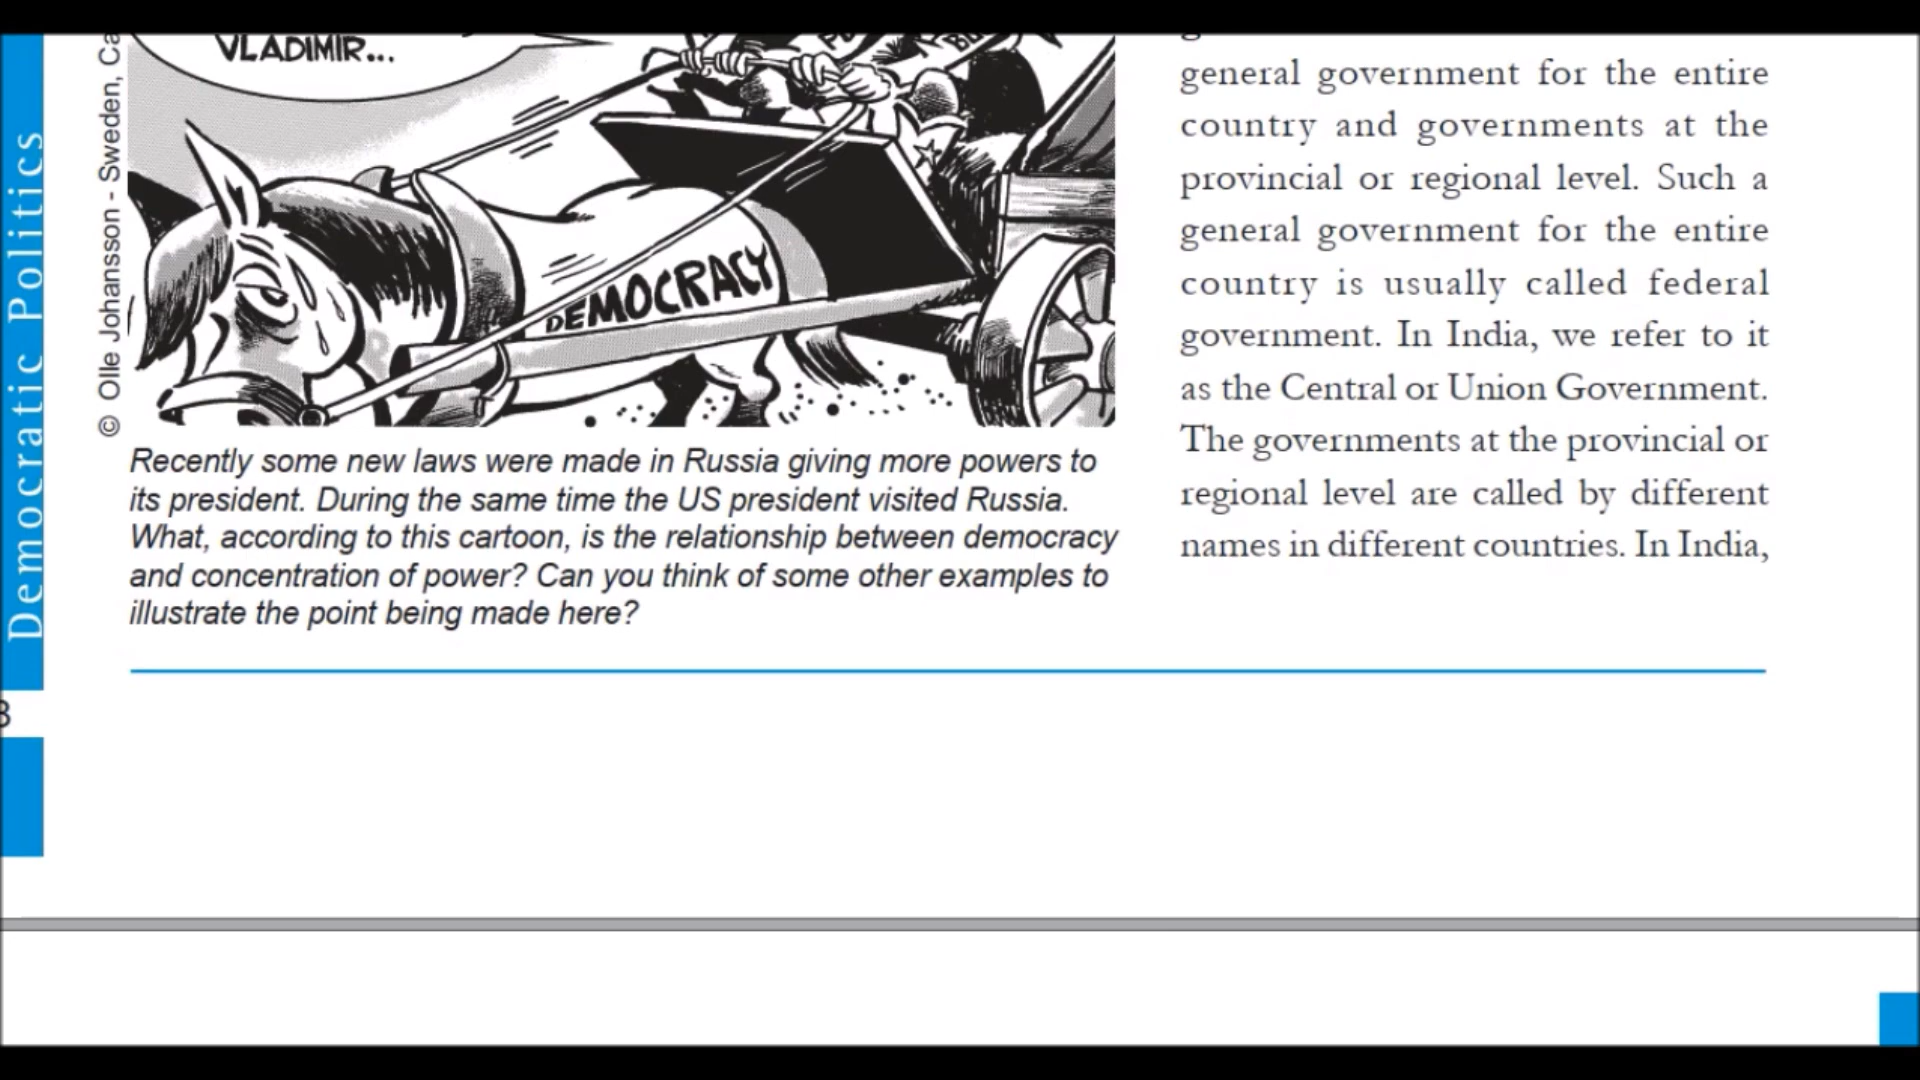 Democratic Politics
© Olle Johansson - Sweden, Ca
VLADIMIR...
DEMOCRACY
Recently some new laws were made in Russia giving more powers to
its president. During the same time the US president visited Russia.
What, according to this cartoon, is the relationship between democracy
and concentration of power? Can you think of some other examples to
illustrate the point being made here?
general government for the entire
country and governments at the
provincial or regional level. Such a
general government for the entire
country is usually called federal
government. In India, we refer to it
as the Central or Union Government.
The governments at the provincial or
regional level are called by different
names in different countries. In India,